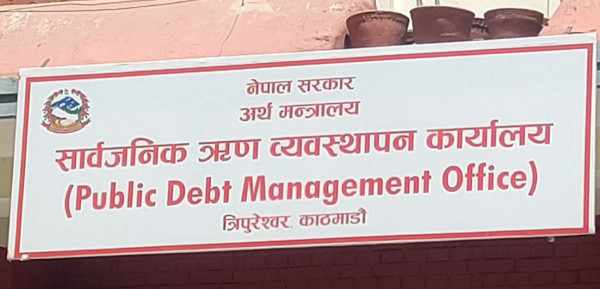 नेपाल सरकार
अर्थ मन्त्रालय
सार्वजनिक ऋण व्यवस्थापन कार्यालय
(Public Debt Management Office)
त्रिपुरेश्वर, काठमाडौं